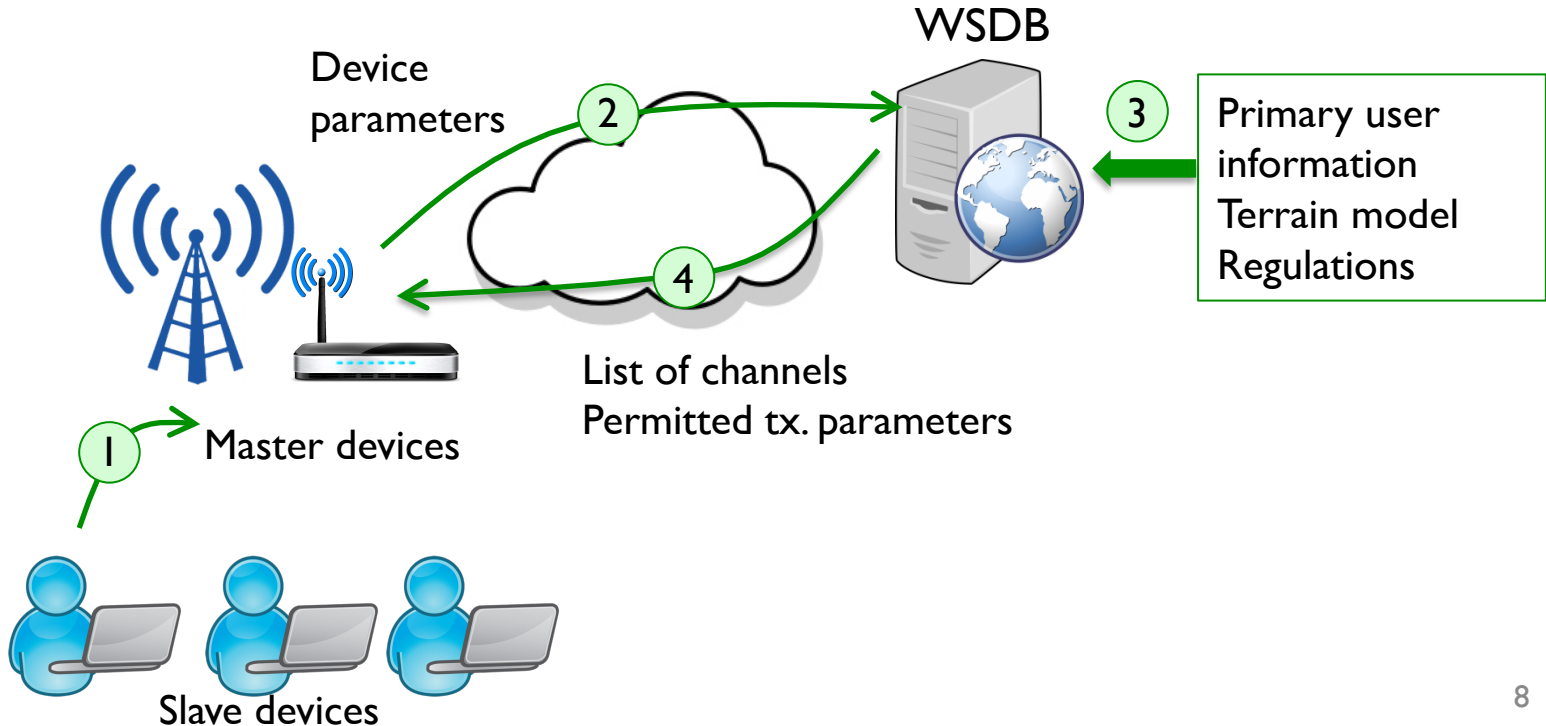 WSDB
Device
parameters
2
3
Primary user
information
Terrain model
Regulations
4
List of channels
Permitted tx. parameters
1
Master devices
Slave devices
8